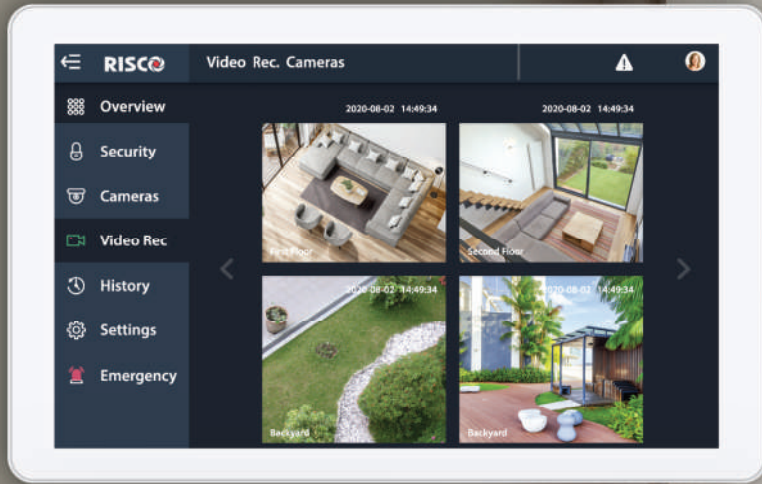 RISCO
Video Rec. Cameras
Overview
Security
Cameras
Video Rec
History
Settings
Emergency
2020-08-02 14:49:34
2020-08-02 14:49:34
First Floor
Second Floor
2020-08-02 14:49:34
2020-08-02 14:49:34
Backyard
Backyard